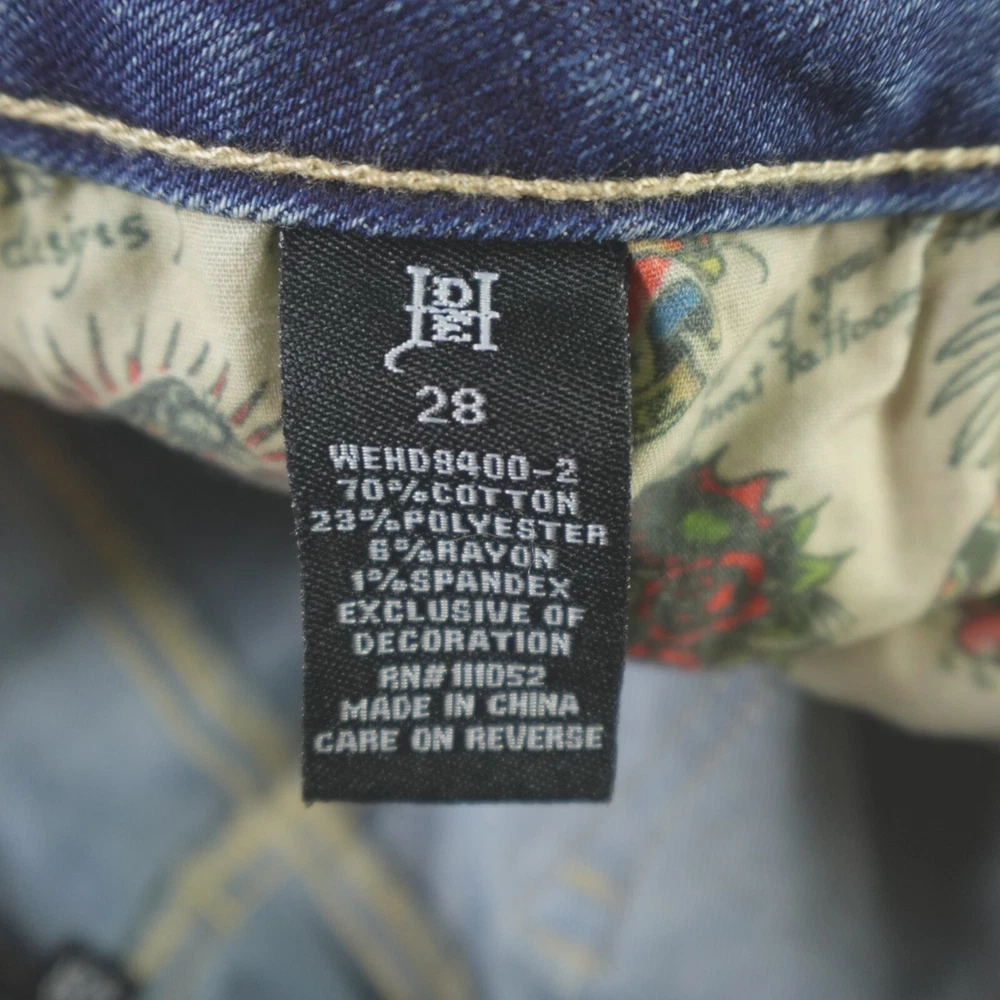 designs
28
WEHD8400-2
70%COTTON
23%POLYESTER
6%RAYON
1%SPANDEX
EXCLUSIVE OF
DECORATION
RN#111052
MADE IN CHINA
CARE ON REVERSE